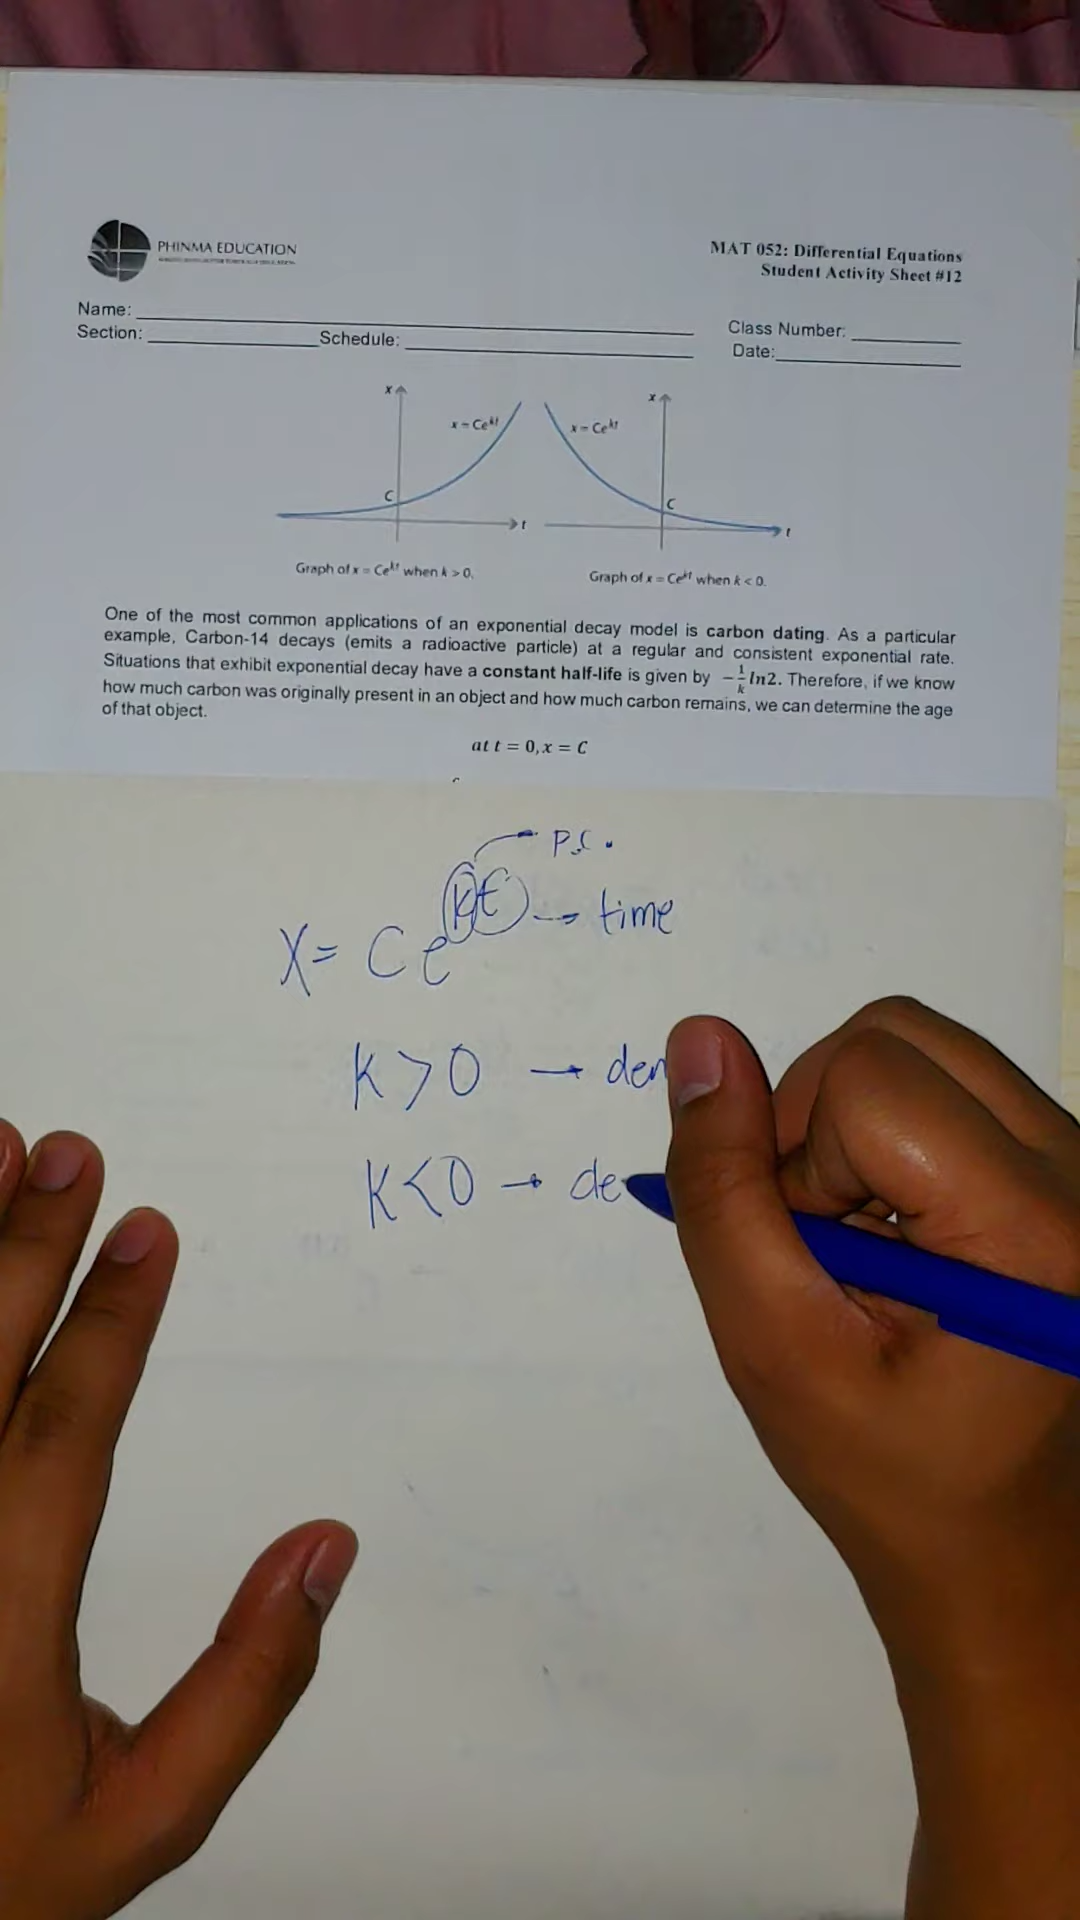 PHINMA EDUCATION
MAT 052: Differential Equations
Student Activity Sheet #12
Name:
Section: Schedule:
Class Number:
Date:
x
x = Ce^kt
C
t
Graph of x = Ce^kt when k > 0.
x
x = Ce^kt
C
t
Graph of x = Ce^kt when k < 0.
One of the most common applications of an exponential decay model is carbon dating. As a particular
example, Carbon-14 decays (emits a radioactive particle) at a regular and consistent exponential rate.
Situations that exhibit exponential decay have a constant half-life is given by −1/k ln2. Therefore, if we know
how much carbon was originally present in an object and how much carbon remains, we can determine the age
of that object.
at t = 0, x = C
P.C.
X = Ce^kt → time
K > 0 → den
K < 0 → de